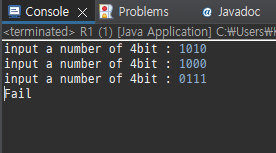 Console Problems @ Javadoc
<terminated> R1 (1) [Java Application] C:₩Users₩
input a number of 4bit : 1010
input a number of 4bit : 1000
input a number of 4bit : 0111
Fail